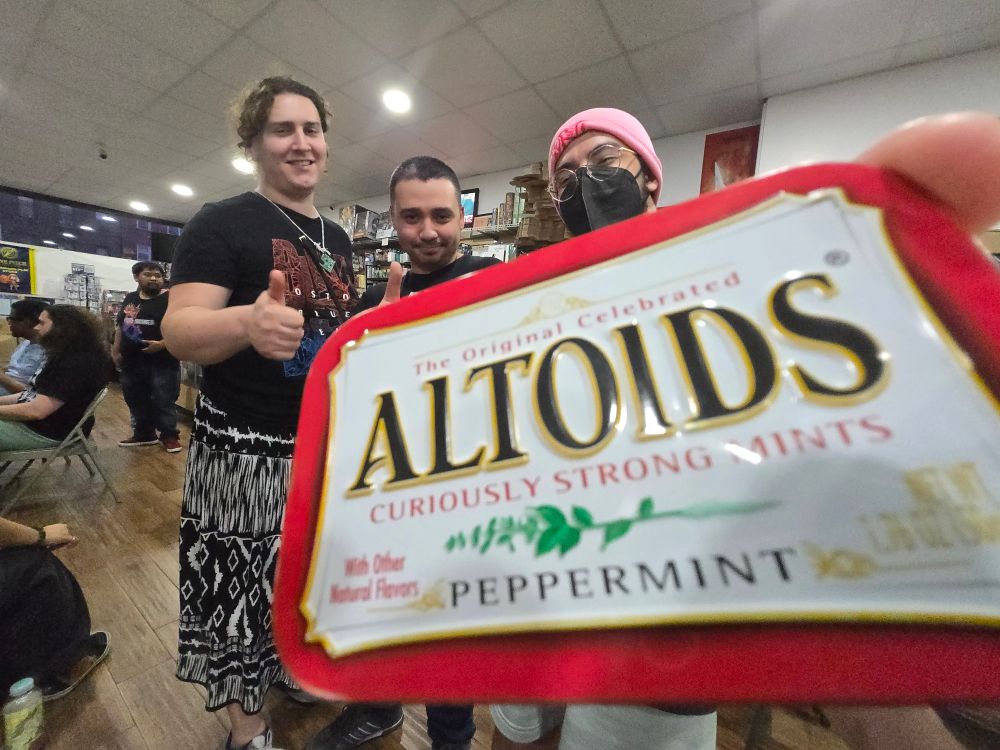 The Original Celebrated
ALTOIDS®
CURIOUSLY STRONG MINTS
With Other
Natural Flavors
PEPPERMINT